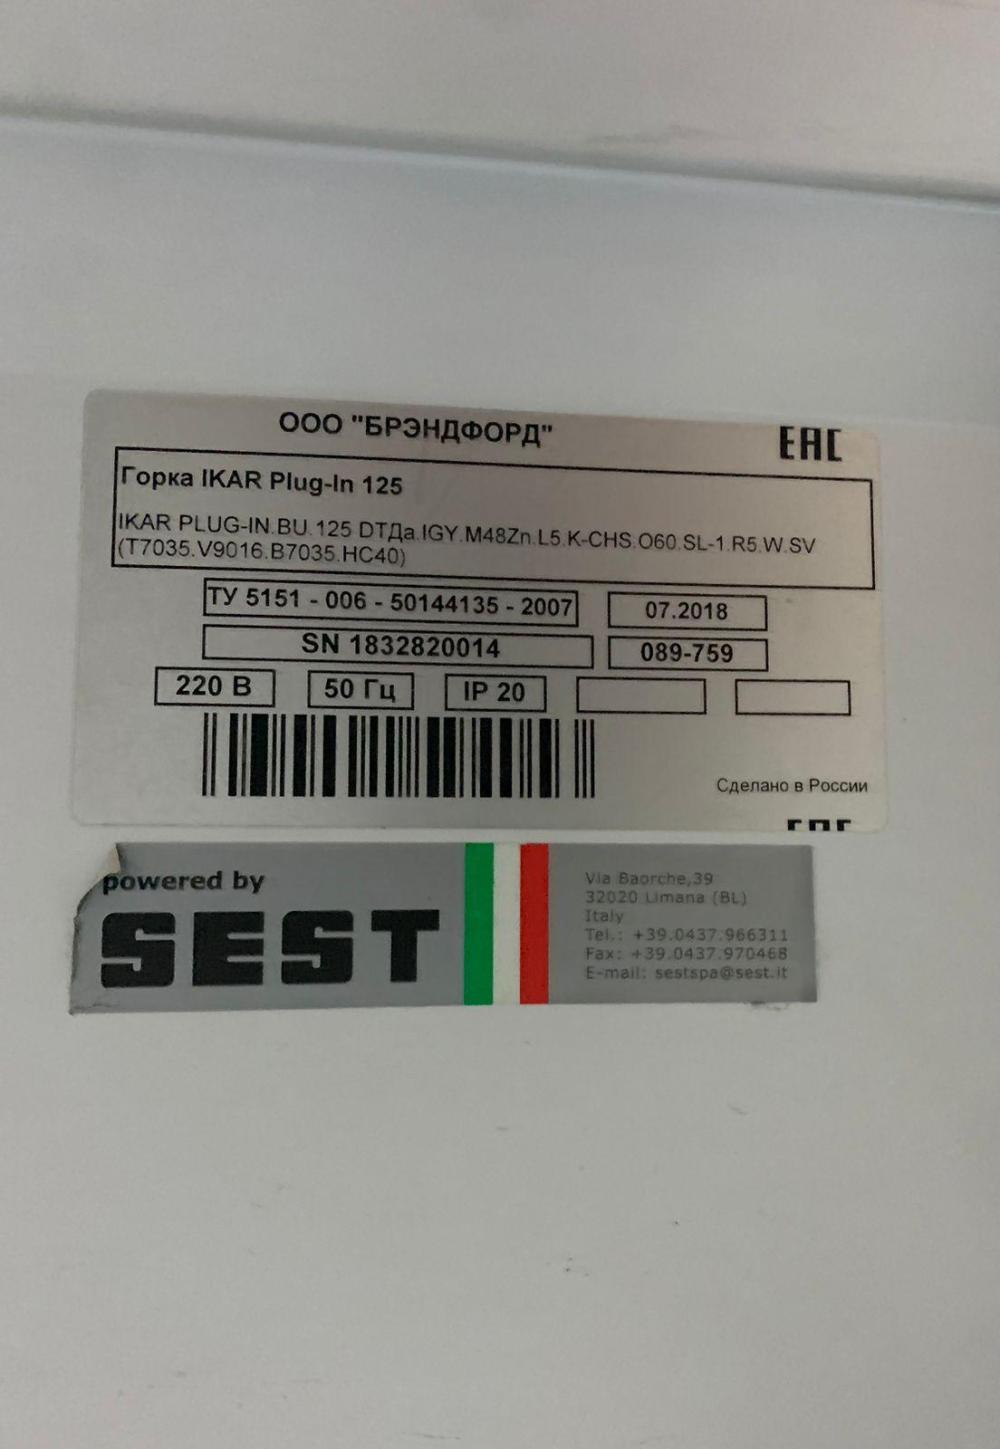 ООО "БРЭНДФОРД"
ЕАС
Горка IKAR Plug-In 125
IKAR PLUG-IN.BU.125 DТДа.IGY.M48Zn.L5.K-CHS.O60.SL-1.R5.W.SV
(T7035.V9016.B7035.HC40)
ТУ 5151 - 006 - 50144135 - 2007
07.2018
SN 1832820014
089-759
220 В
50 Гц
IP 20
Сделано в России
powered by
SEST
Via Baorche,39
32020 Limana (BL)
Italy
Tel.: +39.0437.966311
Fax: +39.0437.970468
E-mail: sestspa@sest.it